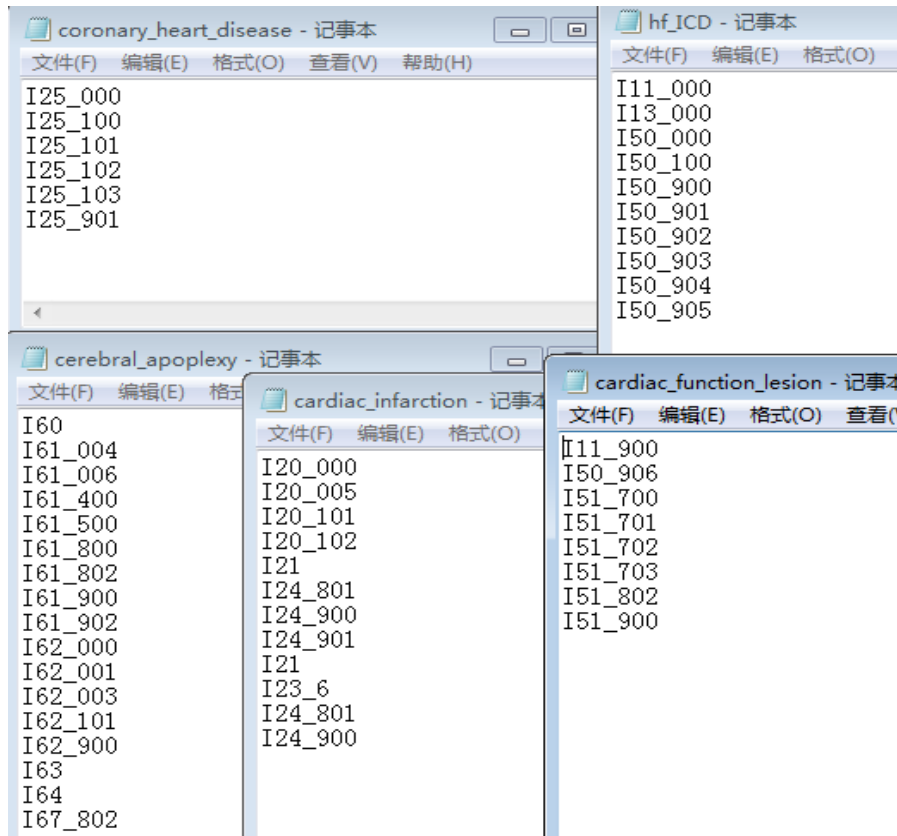 coronary_heart_disease - 记事本
文件(F) 编辑(E) 格式(O) 查看(V) 帮助(H)
I25_000
I25_100
I25_101
I25_102
I25_103
I25_901
hf_ICD - 记事本
文件(F) 编辑(E) 格式(O)
I11_000
I13_000
I50_000
I50_100
I50_900
I50_901
I50_902
I50_903
I50_904
I50_905
cerebral_apoplexy - 记事本
文件(F) 编辑(E)
I60
I61_004
I61_006
I61_400
I61_500
I61_800
I61_802
I61_900
I61_902
I62_000
I62_001
I62_003
I62_101
I62_900
I63
I64
I67_802
cardiac_infarction - 记事本
文件(F) 编辑(E) 格式(O)
I20_000
I20_005
I20_101
I20_102
I21
I24_801
I24_900
I24_901
I21
I23_6
I24_801
I24_900
cardiac_function_lesion - 记事本
文件(F) 编辑(E) 格式(O) 查看(V
I11_900
I50_906
I51_700
I51_701
I51_702
I51_703
I51_802
I51_900